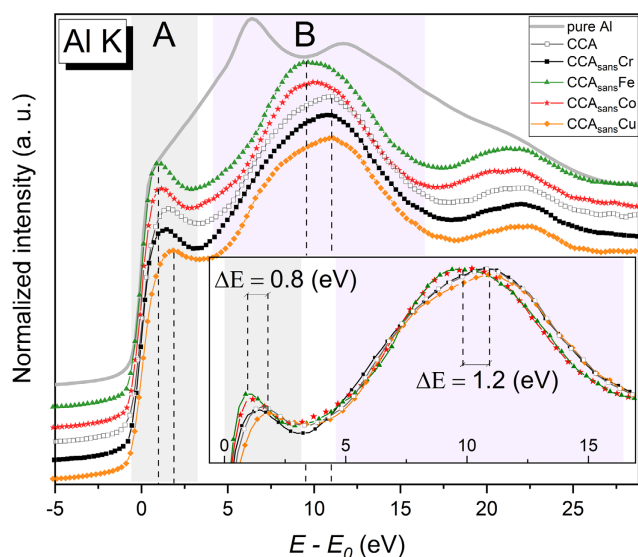 Al K
A
B
pure Al
CCA
CCAsansCr
CCAsansFe
CCAsansCo
CCAsansCu
Normalized intensity (a. u.)
ΔE = 0.8 (eV)
ΔE = 1.2 (eV)
0 5 10 15
-5 0 5 10 15 20 25
E - E0 (eV)